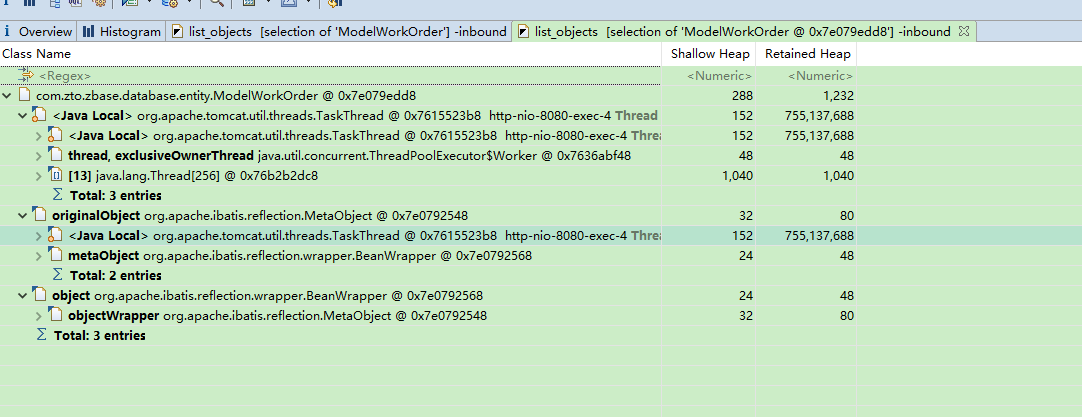 Overview Histogram list_objects [selection of 'ModelWorkOrder'] -inbound list_objects [selection of 'ModelWorkOrder @ 0x7e079edd8'] -inbound
Class Name Shallow Heap Retained Heap
<Regex> <Numeric> <Numeric>
com.zto.zbase.database.entity.ModelWorkOrder @ 0x7e079edd8 288 1,232
<Java Local> org.apache.tomcat.util.threads.TaskThread @ 0x7615523b8 http-nio-8080-exec-4 Thread 152 755,137,688
<Java Local> org.apache.tomcat.util.threads.TaskThread @ 0x7615523b8 http-nio-8080-exec-4 Threa 152 755,137,688
thread, exclusiveOwnerThread java.util.concurrent.ThreadPoolExecutor$Worker @ 0x7636abf48 48 48
[13] java.lang.Thread[256] @ 0x76b2b2dc8 1,040 1,040
Σ Total: 3 entries
originalObject org.apache.ibatis.reflection.MetaObject @ 0x7e0792548 32 80
<Java Local> org.apache.tomcat.util.threads.TaskThread @ 0x7615523b8 http-nio-8080-exec-4 Threa 152 755,137,688
metaObject org.apache.ibatis.reflection.wrapper.BeanWrapper @ 0x7e0792568 24 48
Σ Total: 2 entries
object org.apache.ibatis.reflection.wrapper.BeanWrapper @ 0x7e0792568 24 48
objectWrapper org.apache.ibatis.reflection.MetaObject @ 0x7e0792548 32 80
Σ Total: 3 entries